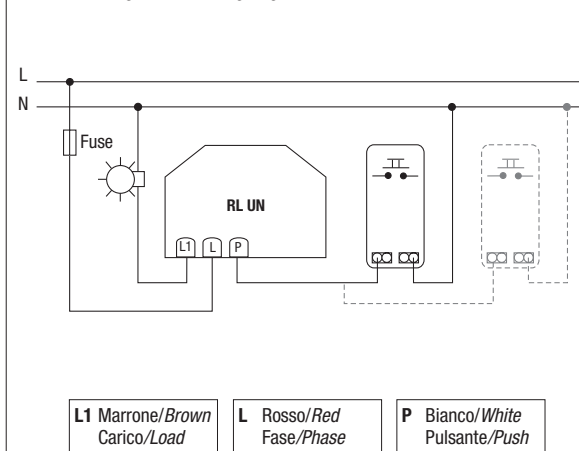 L
N
Fuse
RL UN
L1 L P
L1 Marrone/Brown
Carico/Load
L Rosso/Red
Fase/Phase
P Bianco/White
Pulsante/Push